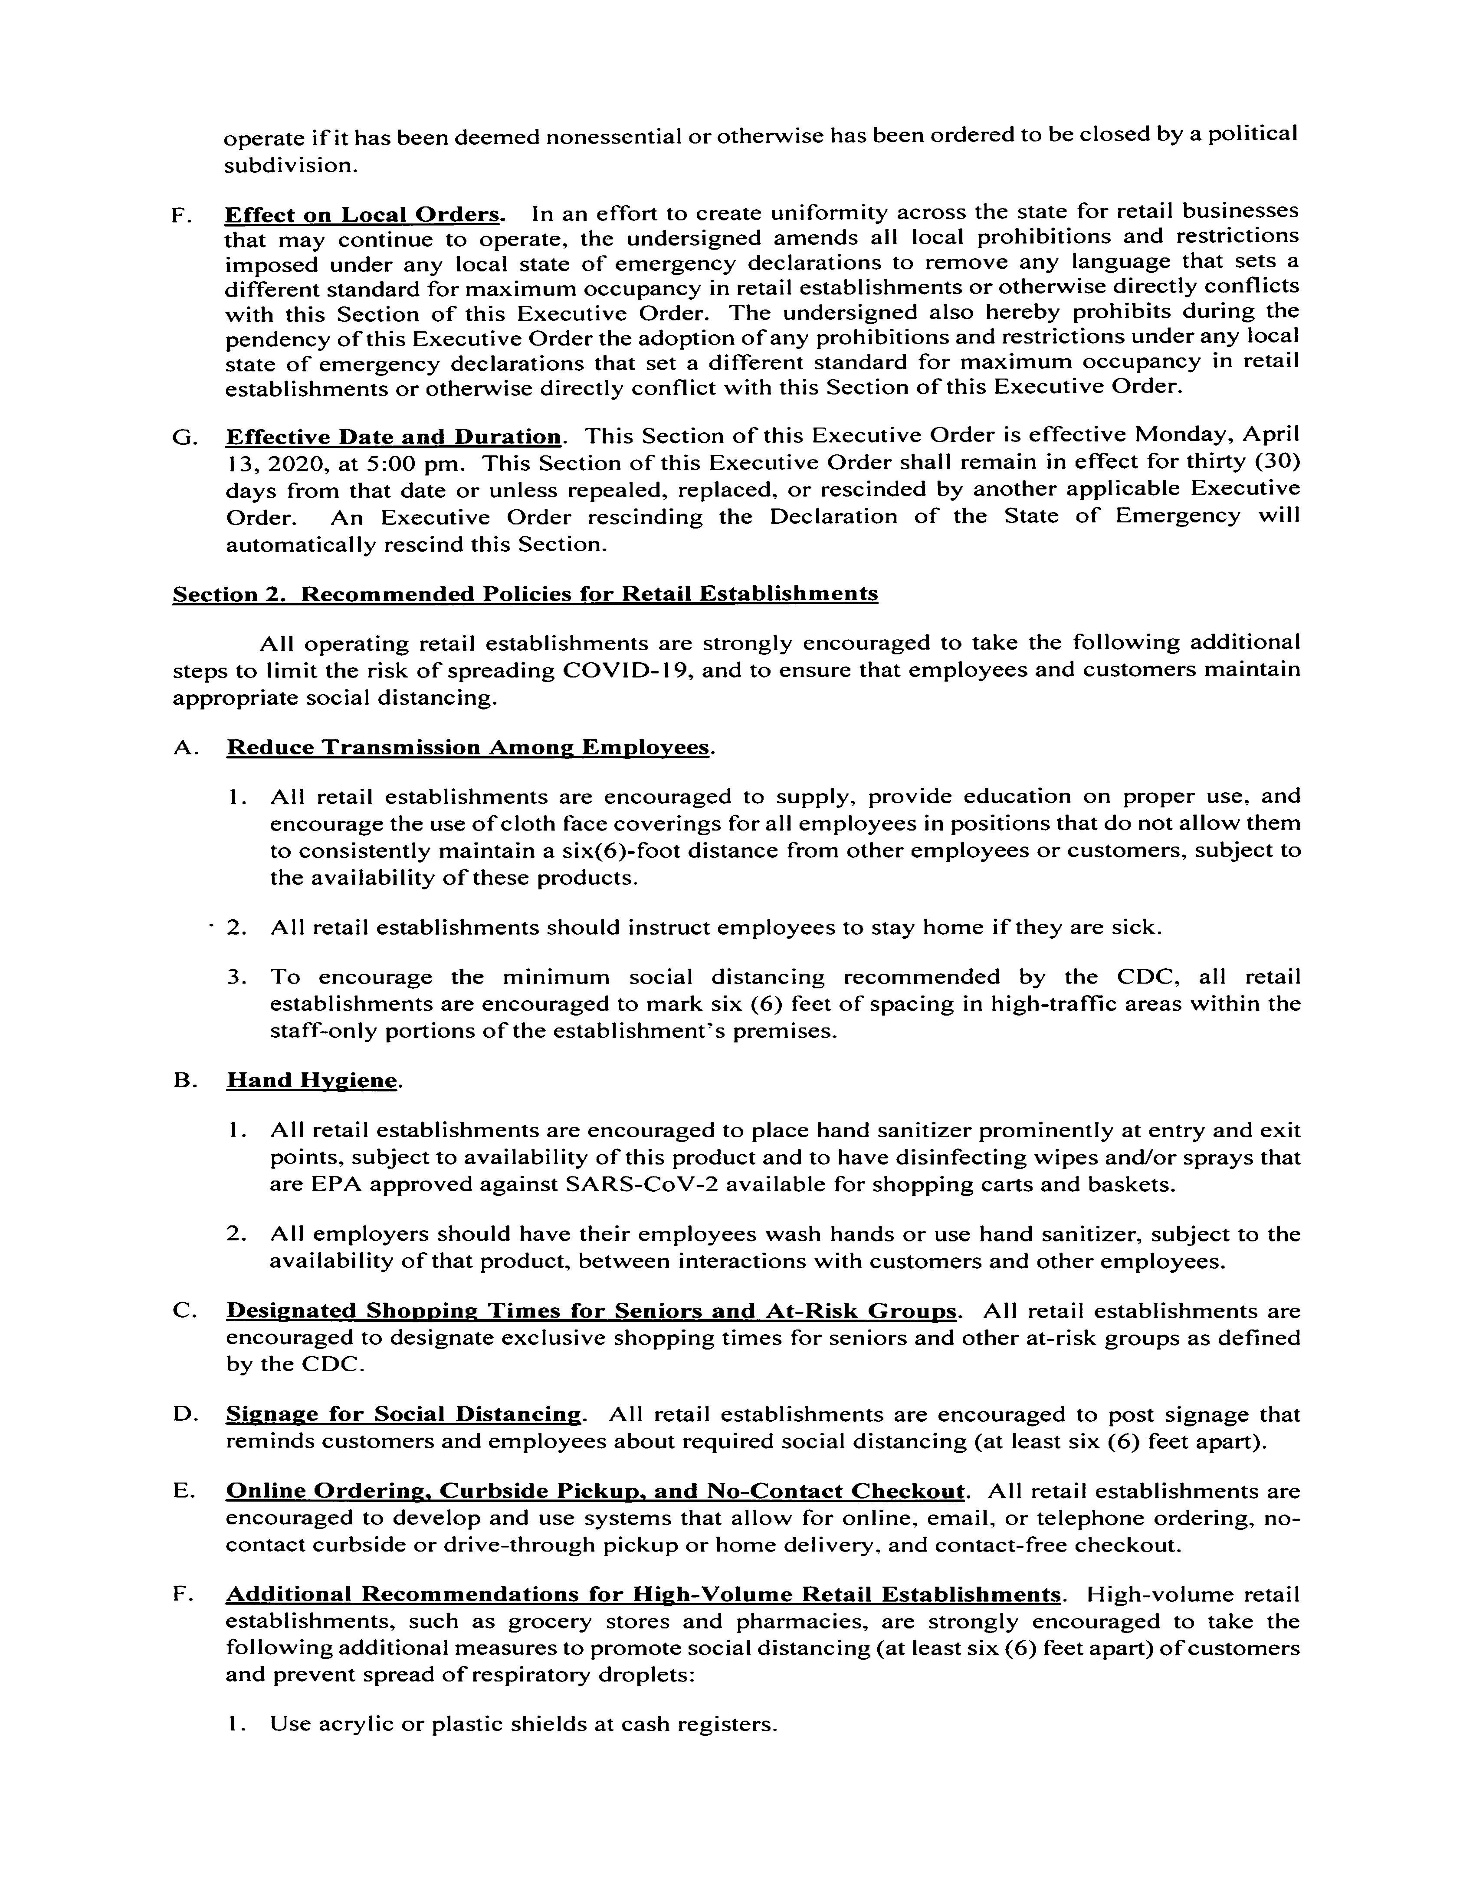 operate if it has been deemed nonessential or otherwise has been ordered to be closed by a political
subdivision.
F. Effect on Local Orders. In an effort to create uniformity across the state for retail businesses
that may continue to operate, the undersigned amends all local prohibitions and restrictions
imposed under any local state of emergency declarations to remove any language that sets a
different standard for maximum occupancy in retail establishments or otherwise directly conflicts
with this Section of this Executive Order. The undersigned also hereby prohibits during the
pendency of this Executive Order the adoption of any prohibitions and restrictions under any local
state of emergency declarations that set a different standard for maximum occupancy in retail
establishments or otherwise directly conflict with this Section of this Executive Order.
G. Effective Date and Duration. This Section of this Executive Order is effective Monday, April
13, 2020, at 5:00 pm. This Section of this Executive Order shall remain in effect for thirty (30)
days from that date or unless repealed, replaced, or rescinded by another applicable Executive
Order. An Executive Order rescinding the Declaration of the State of Emergency will
automatically rescind this Section.
Section 2. Recommended Policies for Retail Establishments
All operating retail establishments are strongly encouraged to take the following additional
steps to limit the risk of spreading COVID-19, and to ensure that employees and customers maintain
appropriate social distancing.
A. Reduce Transmission Among Employees.
1. All retail establishments are encouraged to supply, provide education on proper use, and
encourage the use of cloth face coverings for all employees in positions that do not allow them
to consistently maintain a six(6)-foot distance from other employees or customers, subject to
the availability of these products.
2. All retail establishments should instruct employees to stay home if they are sick.
3. To encourage the minimum social distancing recommended by the CDC, all retail
establishments are encouraged to mark six (6) feet of spacing in high-traffic areas within the
staff-only portions of the establishment's premises.
B. Hand Hygiene.
1. All retail establishments are encouraged to place hand sanitizer prominently at entry and exit
points, subject to availability of this product and to have disinfecting wipes and/or sprays that
are EPA approved against SARS-CoV-2 available for shopping carts and baskets.
2. All employers should have their employees wash hands or use hand sanitizer, subject to the
availability of that product, between interactions with customers and other employees.
C. Designated Shopping Times for Seniors and At-Risk Groups. All retail establishments are
encouraged to designate exclusive shopping times for seniors and other at-risk groups as defined
by the CDC.
D. Signage for Social Distancing. All retail establishments are encouraged to post signage that
reminds customers and employees about required social distancing (at least six (6) feet apart).
E. Online Ordering, Curbside Pickup, and No-Contact Checkout. All retail establishments are
encouraged to develop and use systems that allow for online, email, or telephone ordering, no-
contact curbside or drive-through pickup or home delivery, and contact-free checkout.
F. Additional Recommendations for High-Volume Retail Establishments. High-volume retail
establishments, such as grocery stores and pharmacies, are strongly encouraged to take the
following additional measures to promote social distancing (at least six (6) feet apart) of customers
and prevent spread of respiratory droplets:
1. Use acrylic or plastic shields at cash registers.